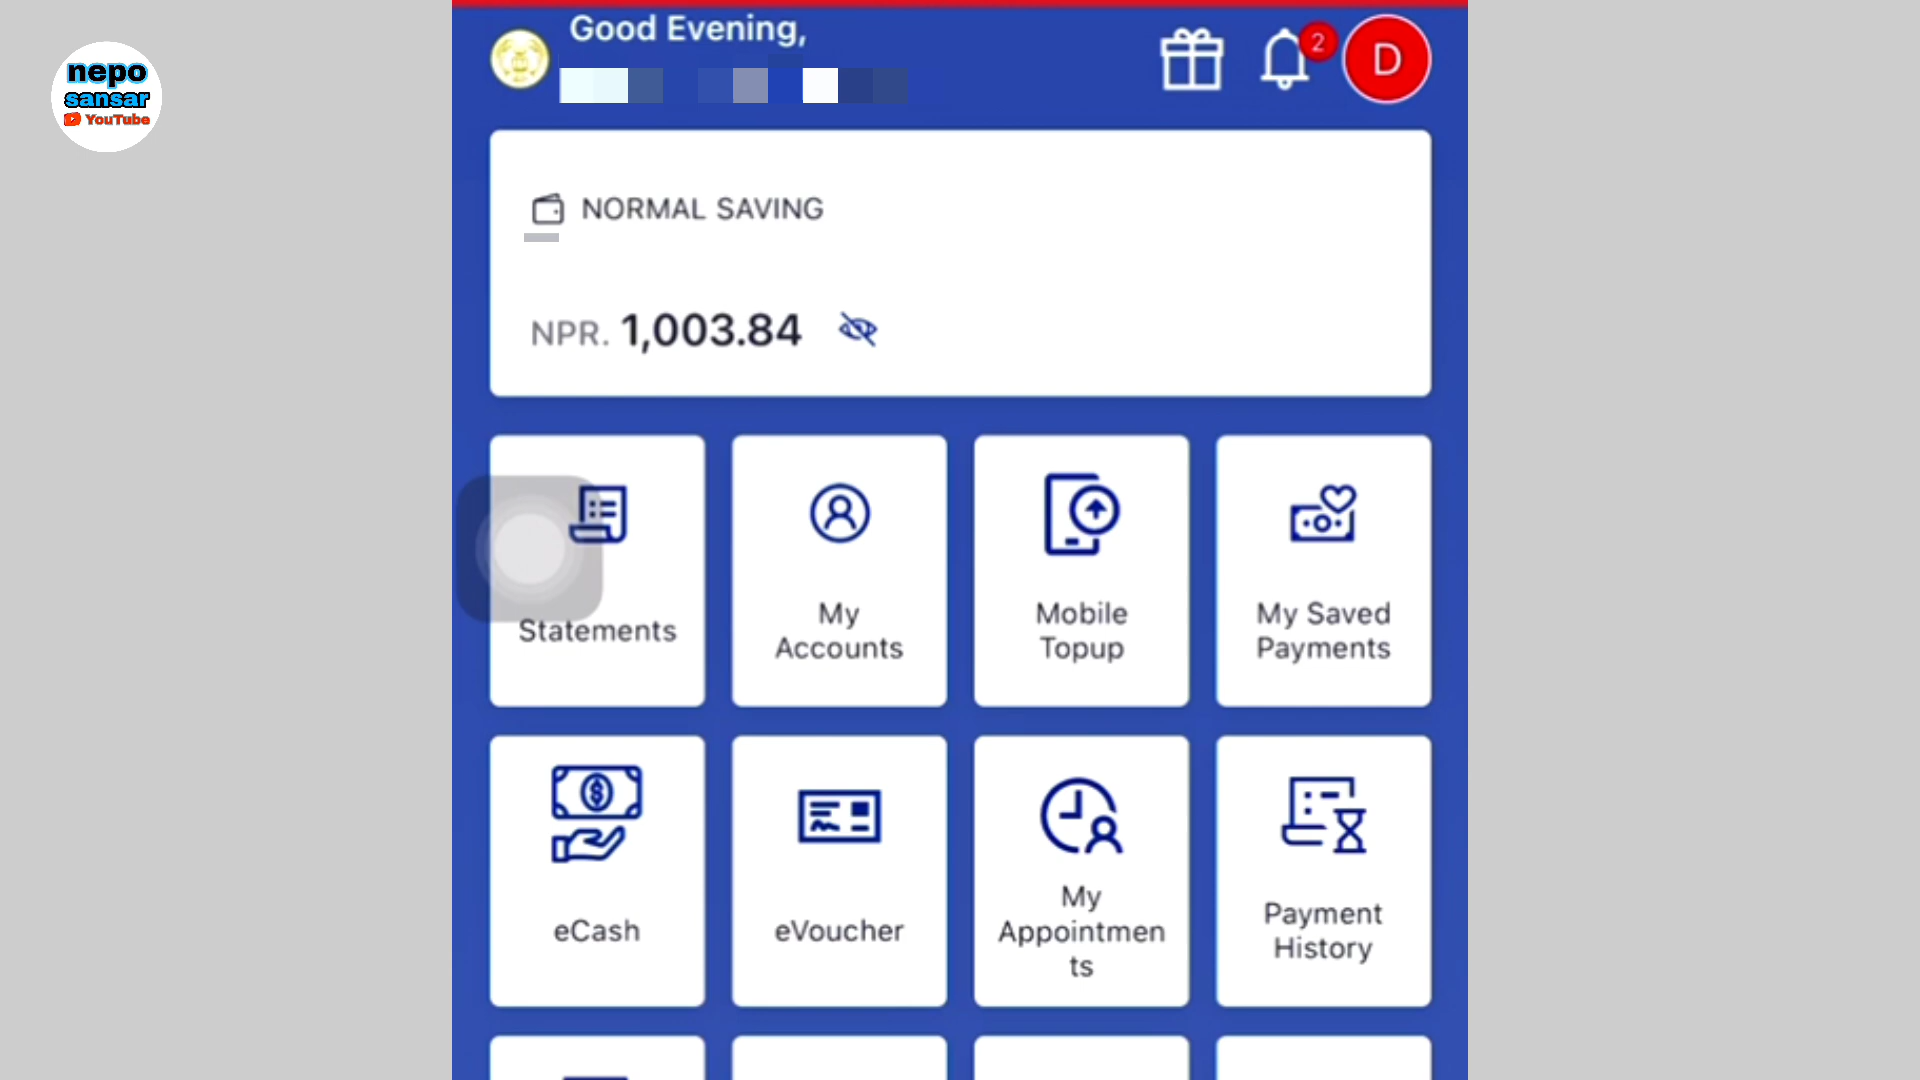 nepo
sansar
YouTube
Good Evening,
2
D
NORMAL SAVING
NPR. 1,003.84
Statements
My
Accounts
Mobile
Topup
My Saved
Payments
eCash
eVoucher
My
Appointmen
ts
Payment
History